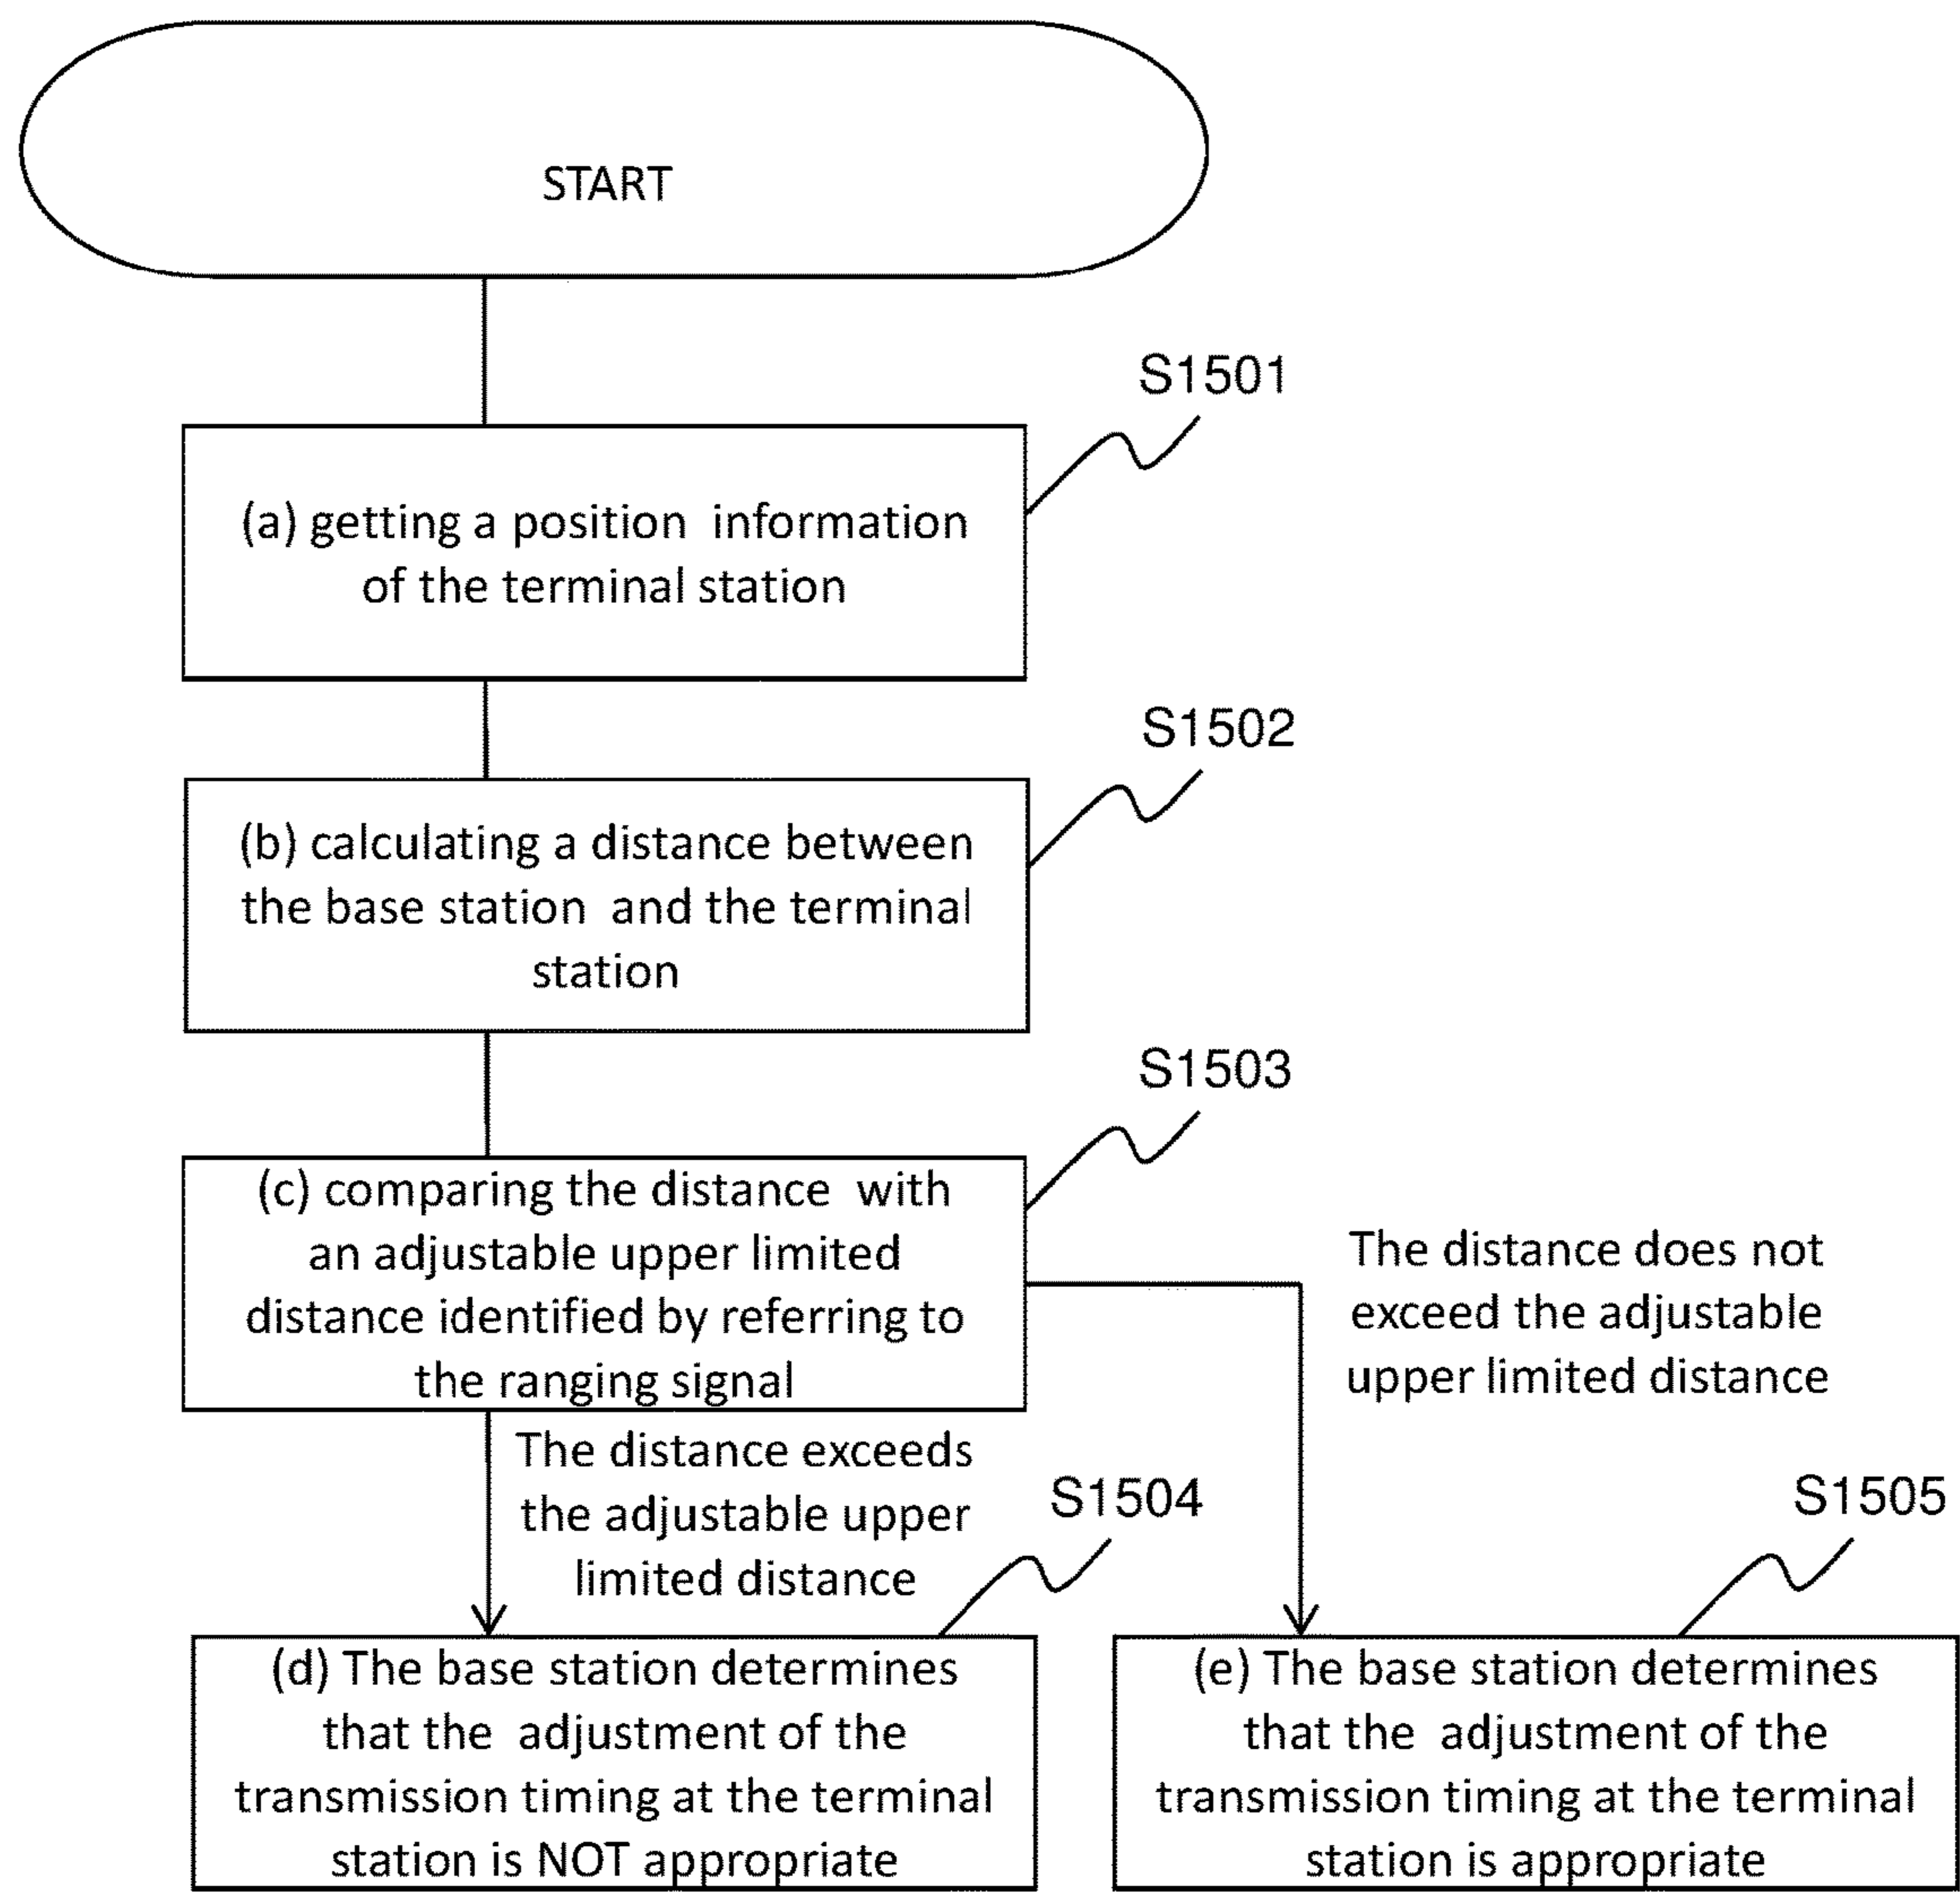 START
S1501
(a) getting a position information
of the terminal station
S1502
(b) calculating a distance between
the base station and the terminal
station
S1503
(c) comparing the distance with
an adjustable upper limited
distance identified by referring to
the ranging signal
The distance does not
exceed the adjustable
upper limited distance
The distance exceeds
the adjustable upper
limited distance
S1504
S1505
(d) The base station determines
that the adjustment of the
transmission timing at the terminal
station is NOT appropriate
(e) The base station determines
that the adjustment of the
transmission timing at the terminal
station is appropriate